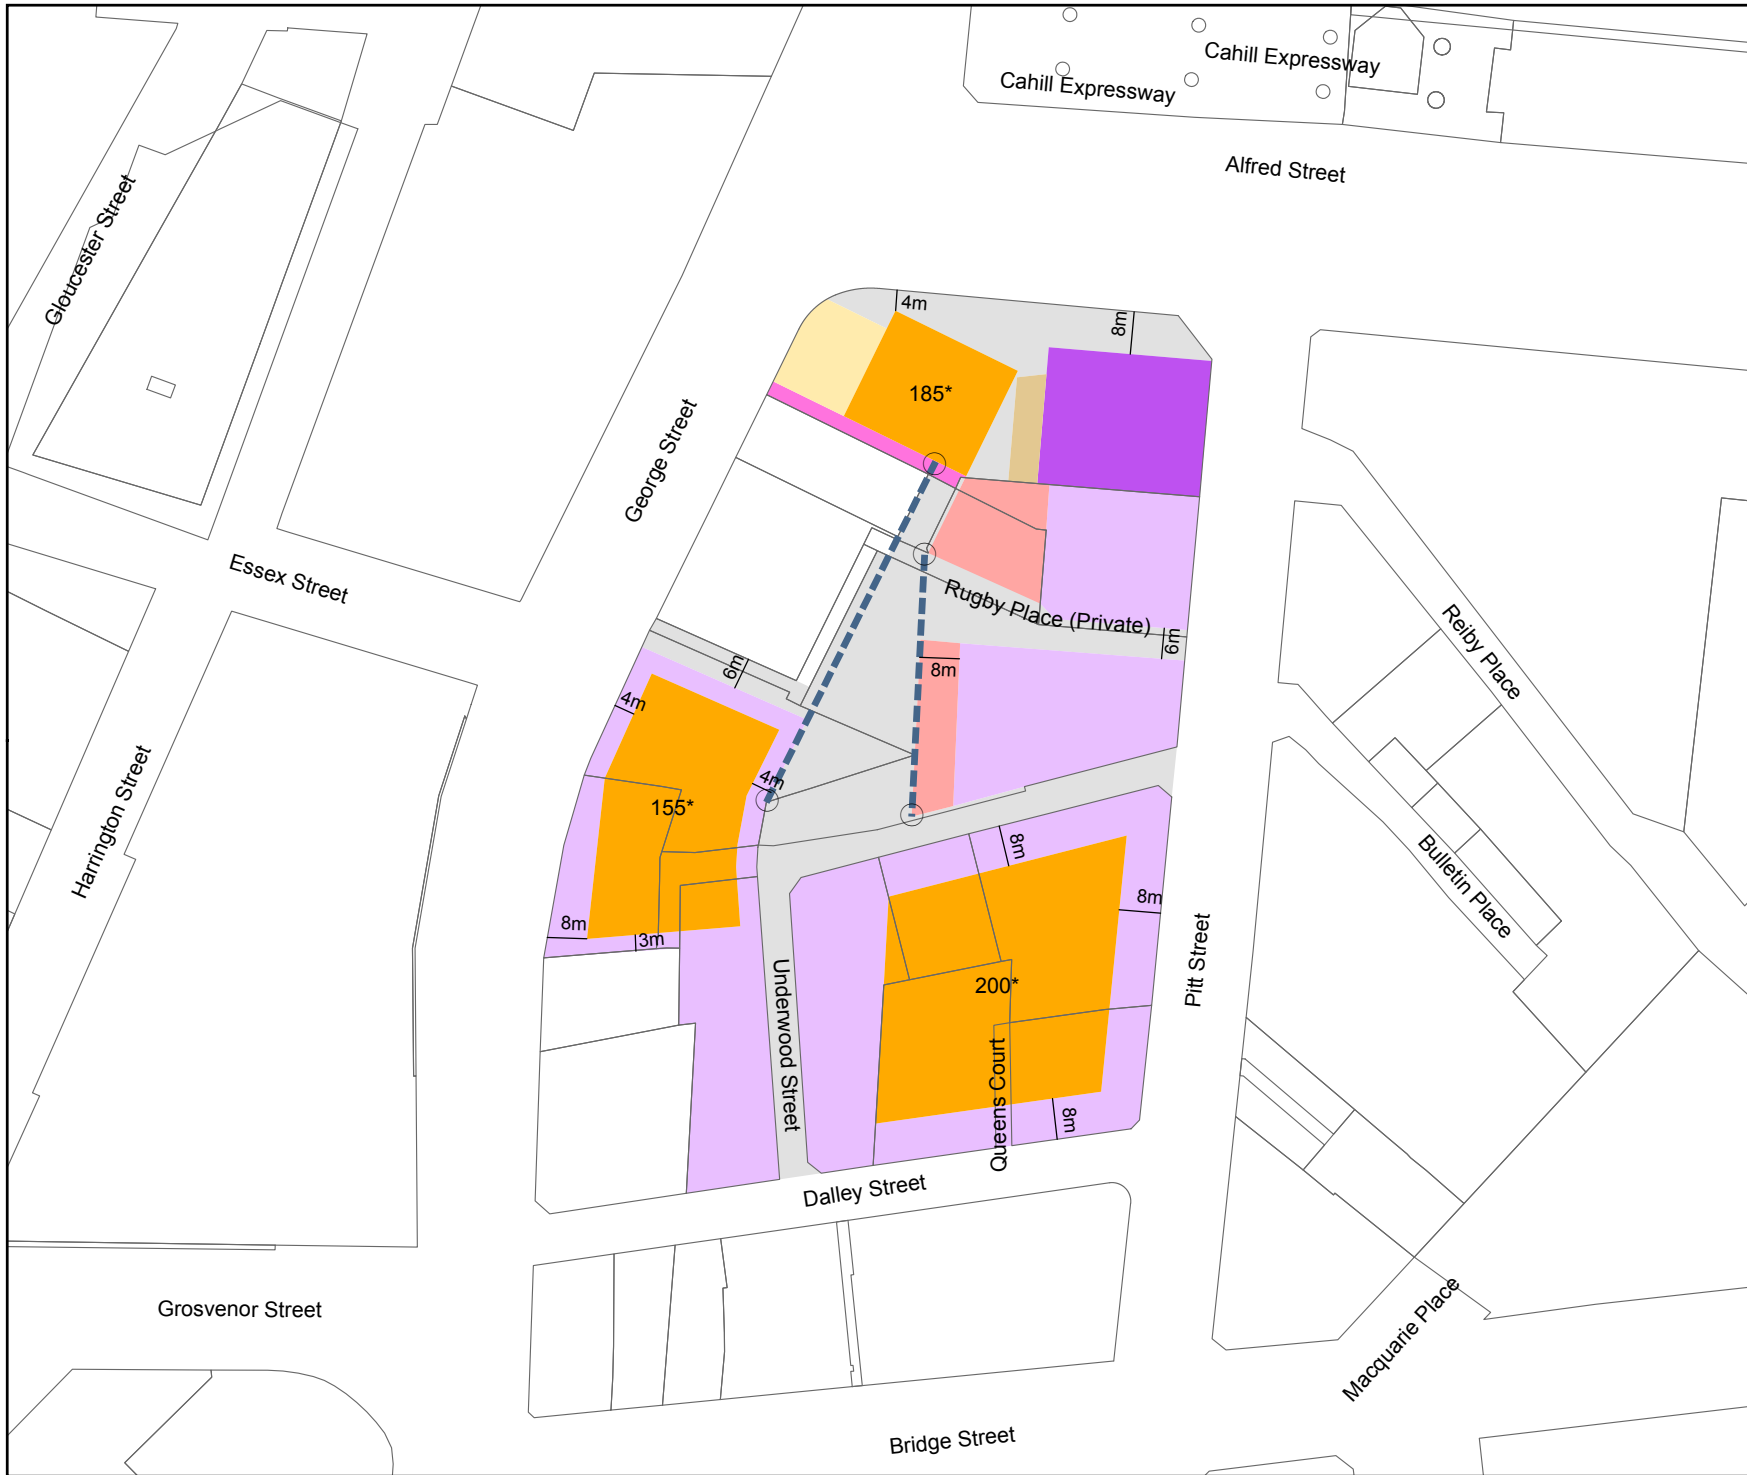 Cahill Expressway
Cahill Expressway
Alfred Street
Gloucester Street
4m
8m
185*
George Street
Essex Street
Rugby Place (Private)
6m
6m
8m
4m
4m
155*
Reiby Place
Harrington Street
8m
Bulletin Place
8m
8m
3m
Pitt Street
200*
Underwood Street
Queens Court
8m
Dalley Street
Grosvenor Street
Macquarie Place
Bridge Street